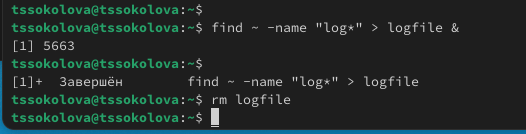 tssokolova@tssokolova:~$
tssokolova@tssokolova:~$ find ~ -name "log*" > logfile &
[1] 5663
tssokolova@tssokolova:~$
[1]+  Завершён        find ~ -name "log*" > logfile
tssokolova@tssokolova:~$ rm logfile
tssokolova@tssokolova:~$